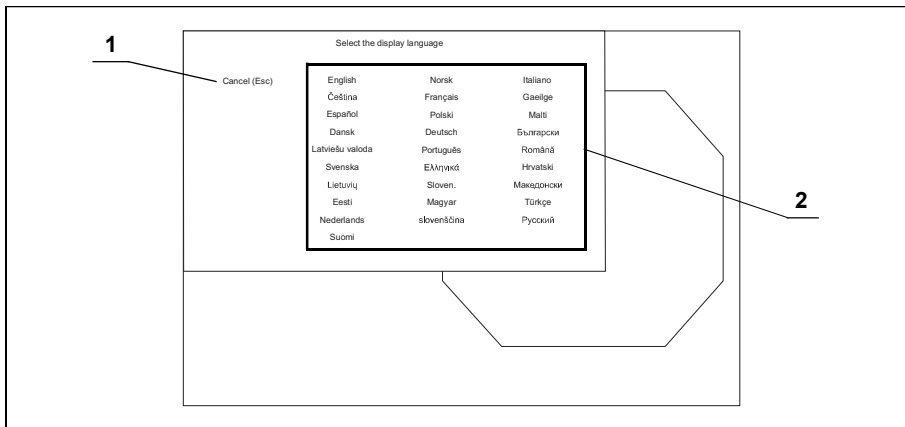 1
Select the display language
Cancel (Esc)
English Norsk Italiano
Čeština Français Gaeilge
Español Polski Malti
Dansk Deutsch Български
Latviešu valoda Português Română
Svenska Ελληνικά Hrvatski
Lietuvių Sloven. Македонски
Eesti Magyar Türkçe
Nederlands slovenščina Русский
Suomi
2